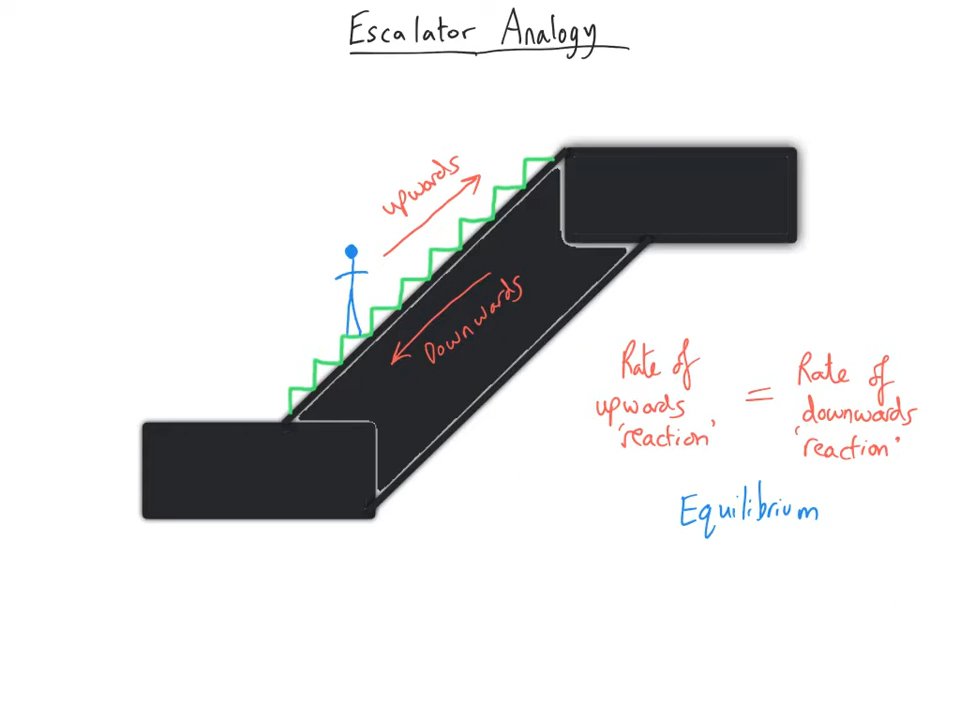 Escalator Analogy
upwards
Downwards
Rate of
upwards
'reaction'
=
Rate of
downwards
'reaction'
Equilibrium